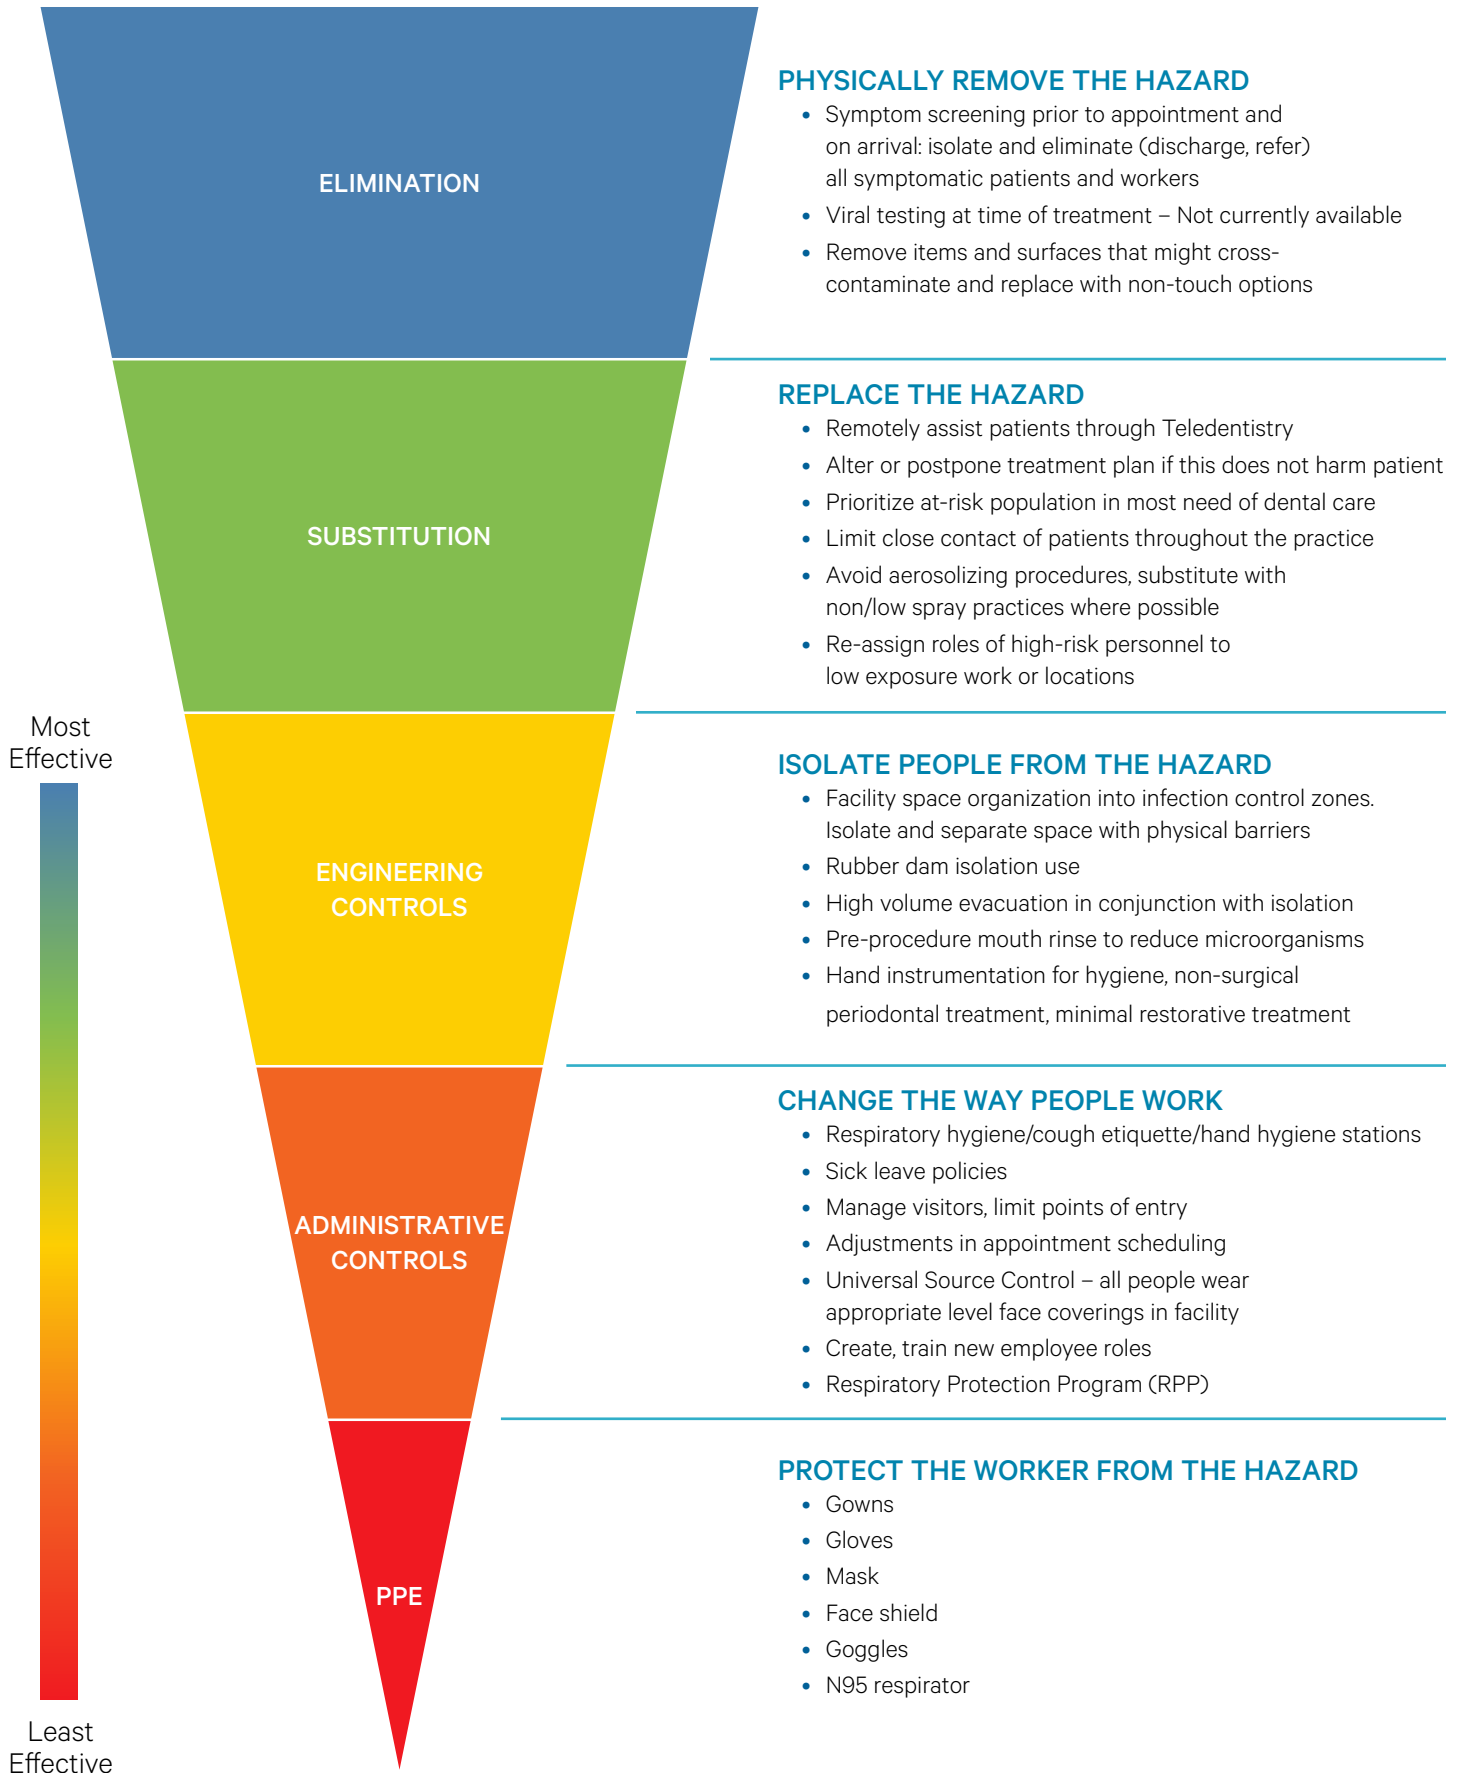 ELIMINATION
PHYSICALLY REMOVE THE HAZARD
• Symptom screening prior to appointment and
on arrival: isolate and eliminate (discharge, refer)
all symptomatic patients and workers
• Viral testing at time of treatment – Not currently available
• Remove items and surfaces that might cross-
contaminate and replace with non-touch options
SUBSTITUTION
REPLACE THE HAZARD
• Remotely assist patients through Teledentistry
• Alter or postpone treatment plan if this does not harm patient
• Prioritize at-risk population in most need of dental care
• Limit close contact of patients throughout the practice
• Avoid aerosolizing procedures, substitute with
non/low spray practices where possible
• Re-assign roles of high-risk personnel to
low exposure work or locations
Most
Effective
ENGINEERING
CONTROLS
ISOLATE PEOPLE FROM THE HAZARD
• Facility space organization into infection control zones.
Isolate and separate space with physical barriers
• Rubber dam isolation use
• High volume evacuation in conjunction with isolation
• Pre-procedure mouth rinse to reduce microorganisms
• Hand instrumentation for hygiene, non-surgical
periodontal treatment, minimal restorative treatment
ADMINISTRATIVE
CONTROLS
CHANGE THE WAY PEOPLE WORK
• Respiratory hygiene/cough etiquette/hand hygiene stations
• Sick leave policies
• Manage visitors, limit points of entry
• Adjustments in appointment scheduling
• Universal Source Control – all people wear
appropriate level face coverings in facility
• Create, train new employee roles
• Respiratory Protection Program (RPP)
PPE
PROTECT THE WORKER FROM THE HAZARD
• Gowns
• Gloves
• Mask
• Face shield
• Goggles
• N95 respirator
Least
Effective